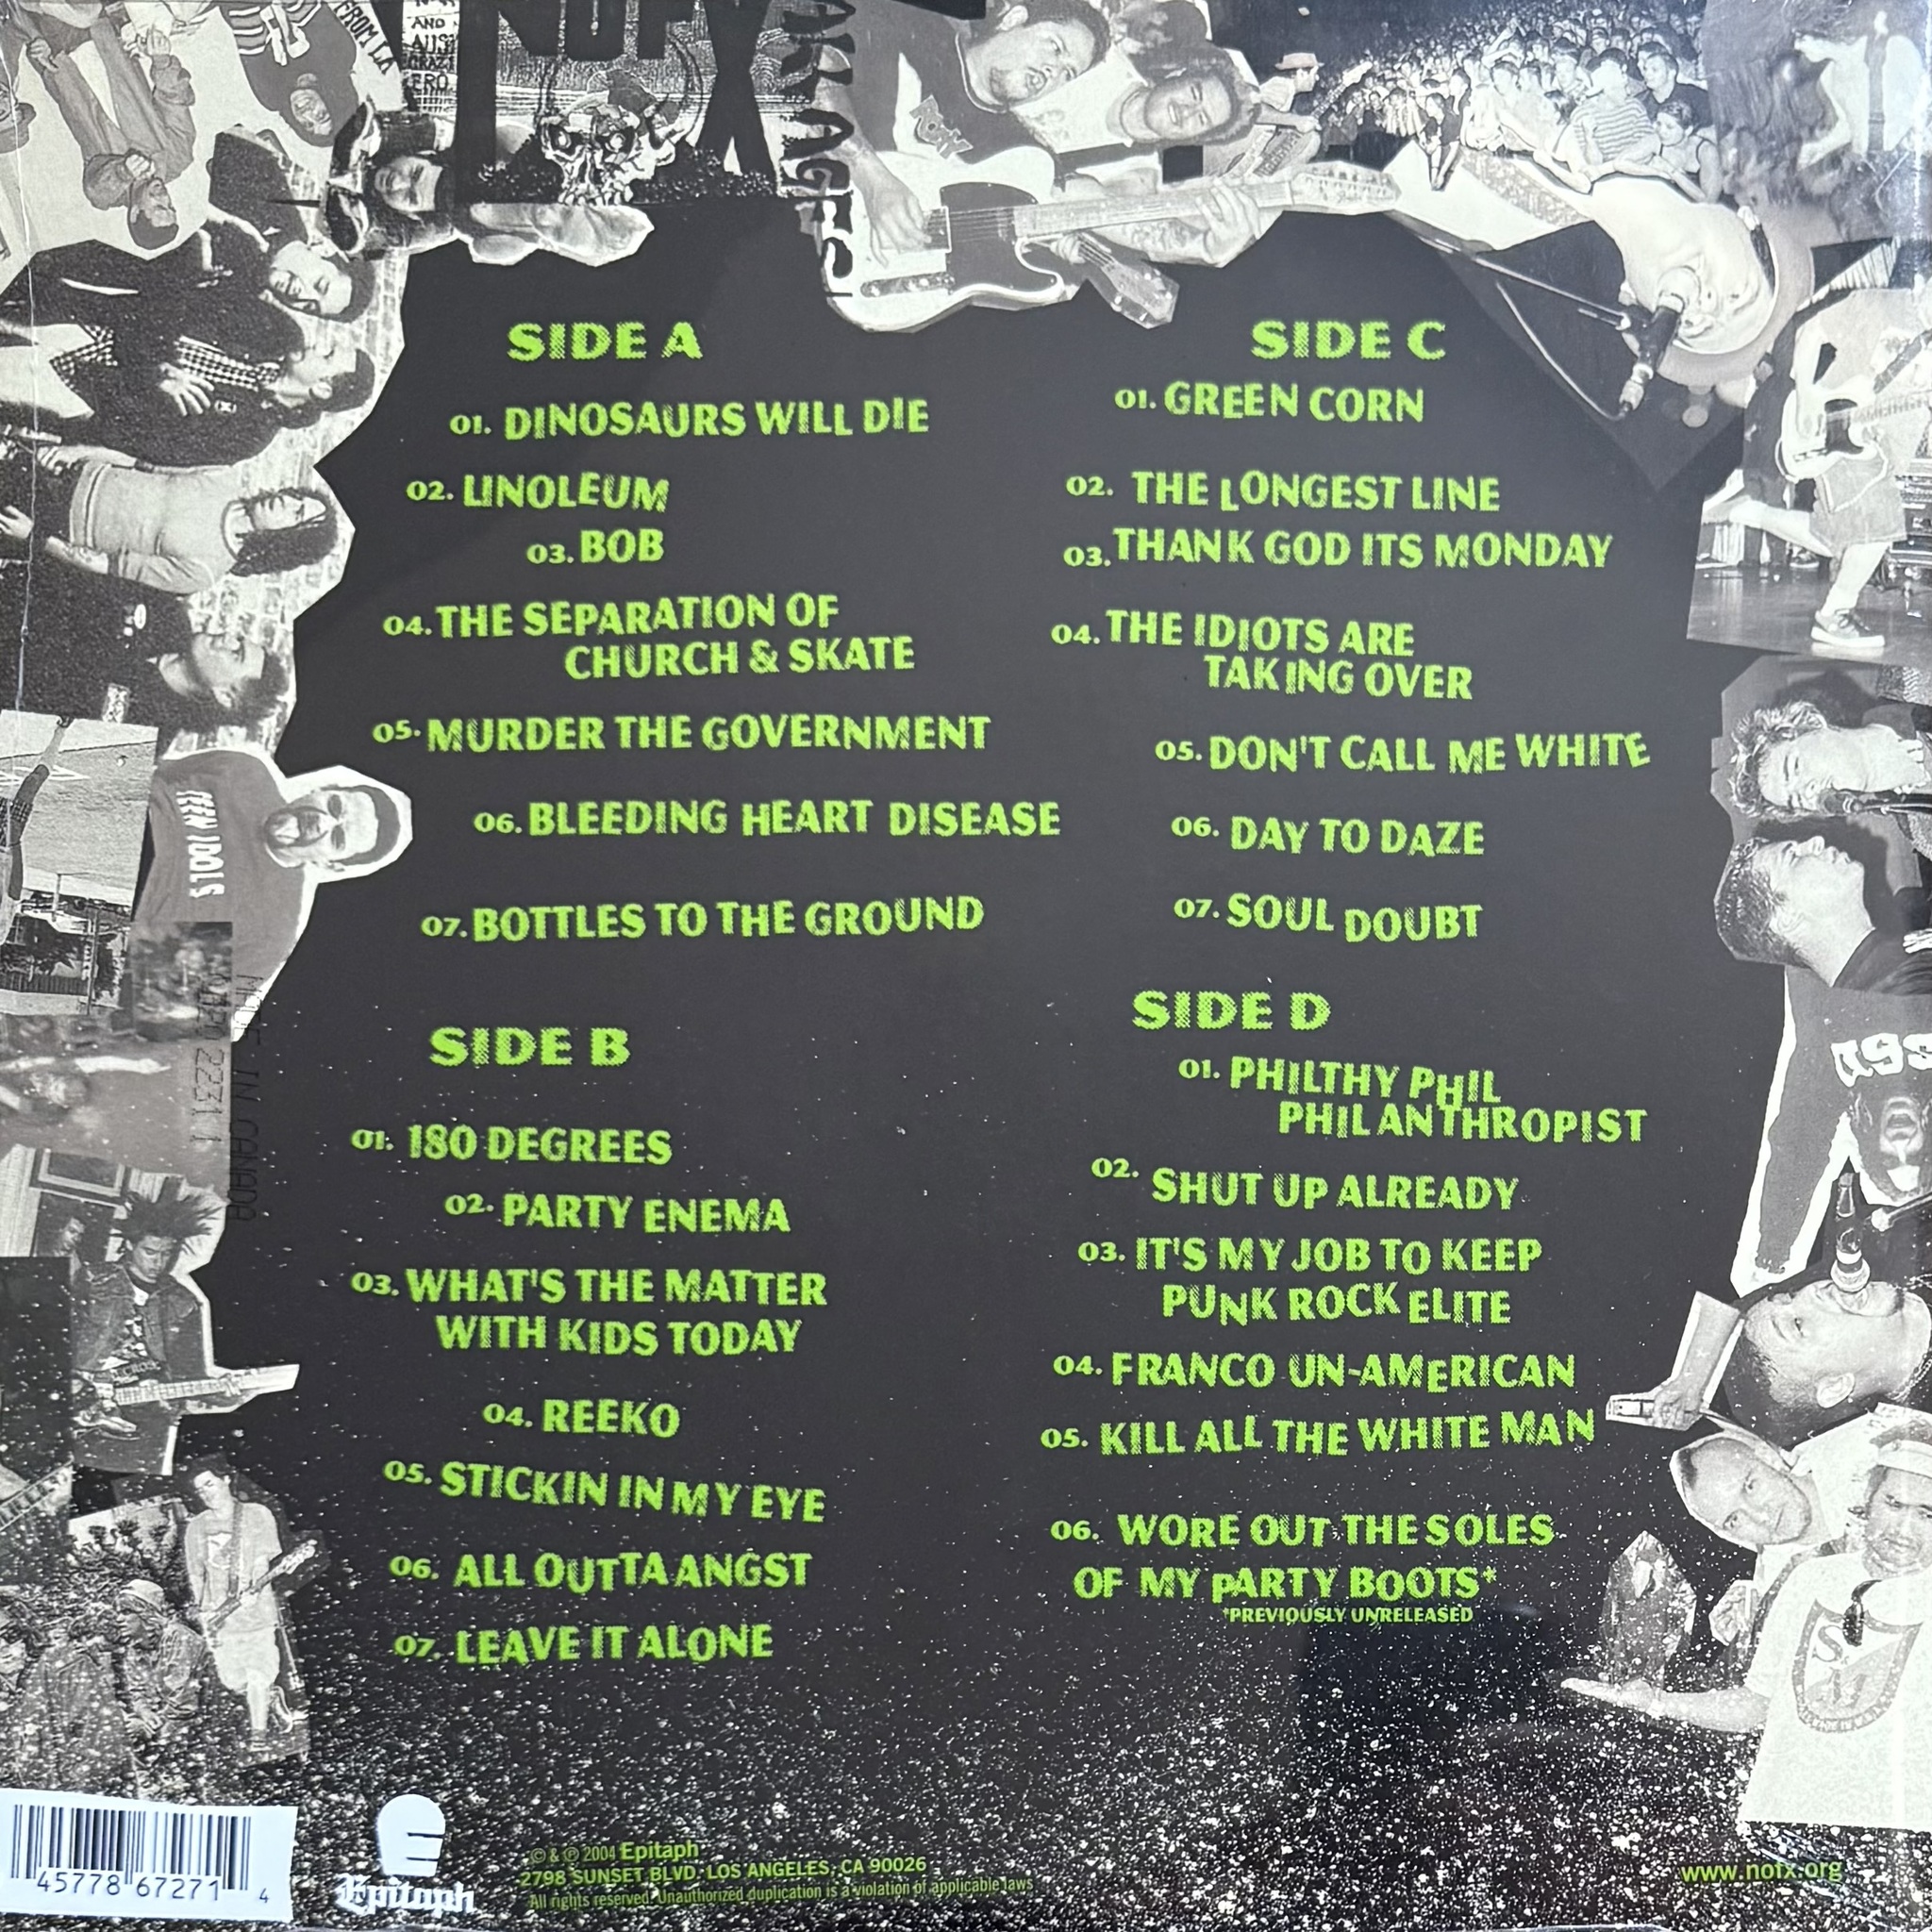 FROM L.A.
AND
NOFX
TEEN IDOLS
MADE IN CANADA
SIDE A
01. DINOSAURS WILL DIE
02. LINOLEUM
03. BOB
04. THE SEPARATION OF
CHURCH & SKATE
05. MURDER THE GOVERNMENT
06. BLEEDING HEART DISEASE
07. BOTTLES TO THE GROUND
SIDE B
01. 180 DEGREES
02. PARTY ENEMA
03. WHAT'S THE MATTER
WITH KIDS TODAY
04. REEKO
05. STICKIN IN MY EYE
06. ALL OUTTA ANGST
07. LEAVE IT ALONE
SIDE C
01. GREEN CORN
02. THE LONGEST LINE
03. THANK GOD ITS MONDAY
04. THE IDIOTS ARE
TAKING OVER
05. DON'T CALL ME WHITE
06. DAY TO DAZE
07. SOUL DOUBT
SIDE D
01. PHILTHY PHIL
PHILANTHROPIST
02. SHUT UP ALREADY
03. IT'S MY JOB TO KEEP
PUNK ROCK ELITE
04. FRANCO UN-AMERICAN
05. KILL ALL THE WHITE MAN
06. WORE OUT THE SOLES
OF MY PARTY BOOTS*
*PREVIOUSLY UNRELEASED
45778 67271 4
Epitaph
© & ℗ 2004 Epitaph
2798 SUNSET BLVD. LOS ANGELES, CA 90026
All rights reserved. Unauthorized duplication is a violation of applicable laws
www.nofx.org